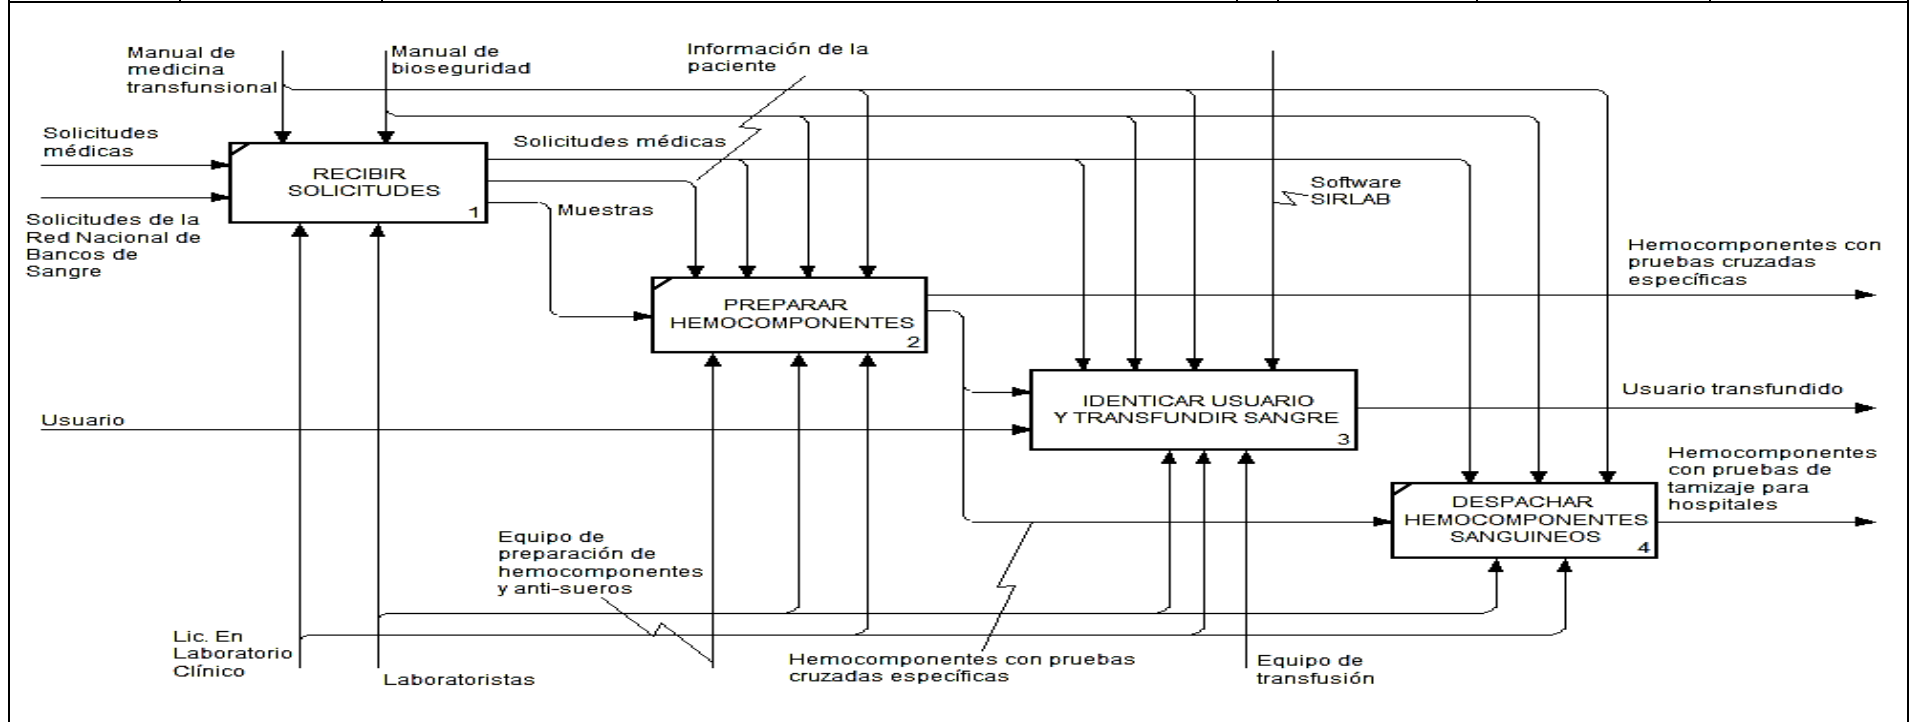 Manual de
medicina
transfunsional
Manual de
bioseguridad
Información de la
paciente
Solicitudes
médicas
Solicitudes médicas
RECIBIR
SOLICITUDES
1
Software
SIRLAB
Muestras
Solicitudes de la
Red Nacional de
Bancos de
Sangre
Hemocomponentes con
pruebas cruzadas
específicas
PREPARAR
HEMOCOMPONENTES
2
Usuario transfundido
IDENTICAR USUARIO
Y TRANSFUNDIR SANGRE
3
Usuario
Hemocomponentes
con pruebas de
tamizaje para
hospitales
DESPACHAR
HEMOCOMPONENTES
SANGUINEOS
4
Equipo de
preparación de
hemocomponentes
y anti-sueros
Lic. En
Laboratorio
Clínico
Laboratoristas
Hemocomponentes con pruebas
cruzadas específicas
Equipo de
transfusión